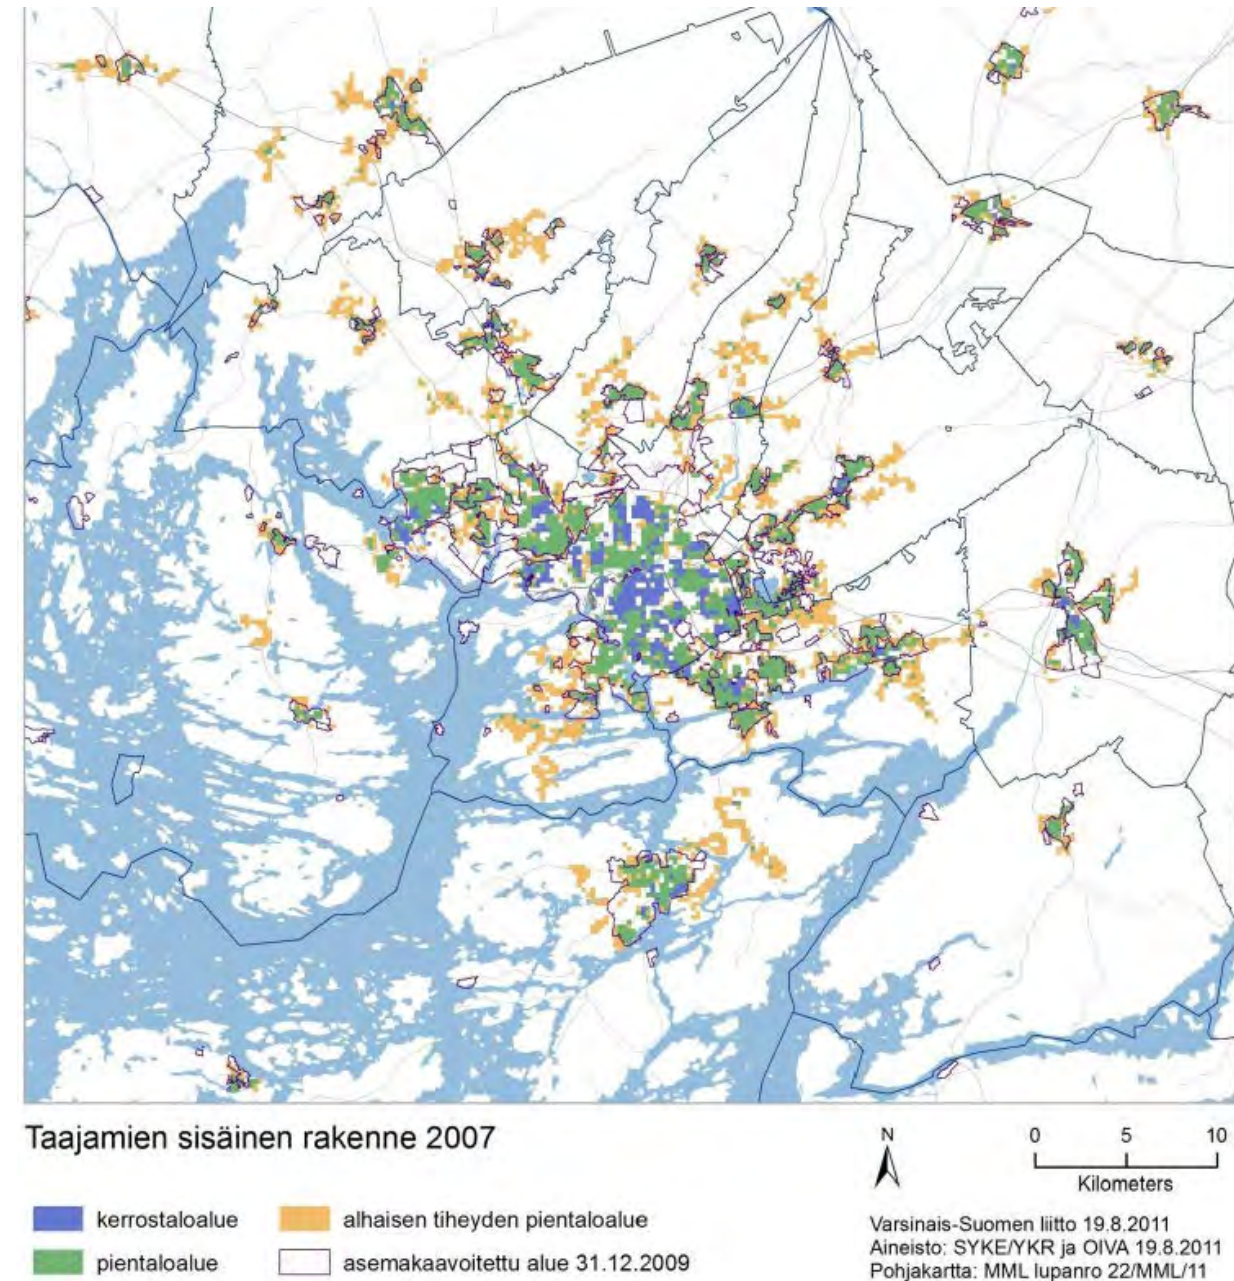 Taajamien sisäinen rakenne 2007
kerrostaloalue
pientaloalue
alhaisen tiheyden pientaloalue
asemakaavoitettu alue 31.12.2009
N
0 5 10
Kilometers
Varsinais-Suomen liitto 19.8.2011
Aineisto: SYKE/YKR ja OIVA 19.8.2011
Pohjakartta: MML lupanro 22/MML/11